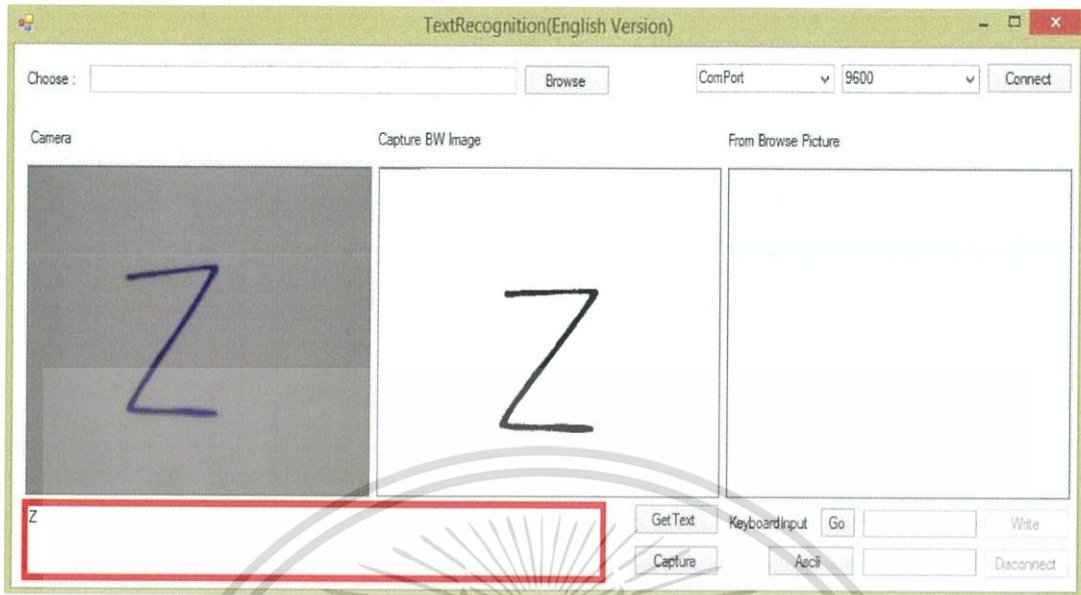 TextRecognition(English Version)
Choose : Browse ComPort 9600 Connect
Camera Capture BW Image From Browse Picture
Z Z
Z
GetText KeyboardInput Go Write
Capture Ascii Disconnect